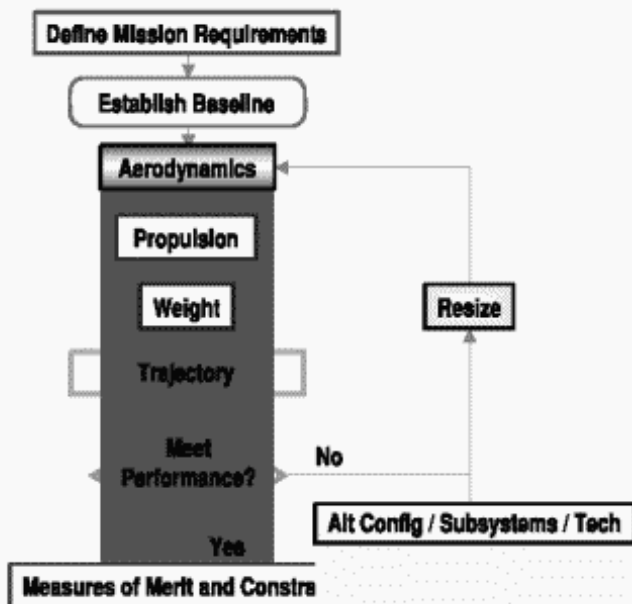 Define Mission Requirements
Establish Baseline
Aerodynamics
Propulsion
Weight
Resize
Trajectory
Meet
Performance?
No
Alt Config / Subsystems / Tech
Yes
Measures of Merit and Constra